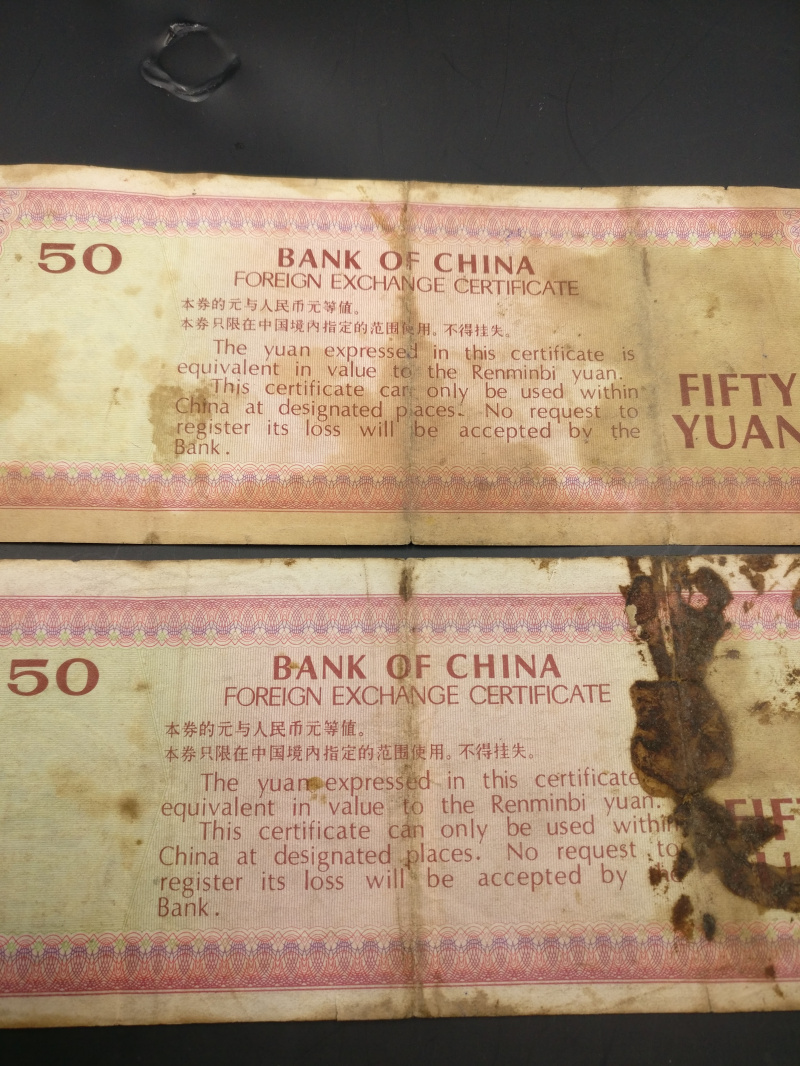 50
BANK OF CHINA
FOREIGN EXCHANGE CERTIFICATE
本券的元与人民币元等值。
本券只限在中国境内指定的范围使用。不得挂失。
The yuan expressed in this certificate is
equivalent in value to the Renminbi yuan.
This certificate can only be used within
China at designated places. No request to
register its loss will be accepted by the
Bank.
FIFTY
YUAN
50
BANK OF CHINA
FOREIGN EXCHANGE CERTIFICATE
本券的元与人民币元等值。
本券只限在中国境内指定的范围使用。不得挂失。
The yuan expressed in this certificate
equivalent in value to the Renminbi yuan.
This certificate can only be used within
China at designated places. No request to
register its loss will be accepted by the
Bank.
FIF